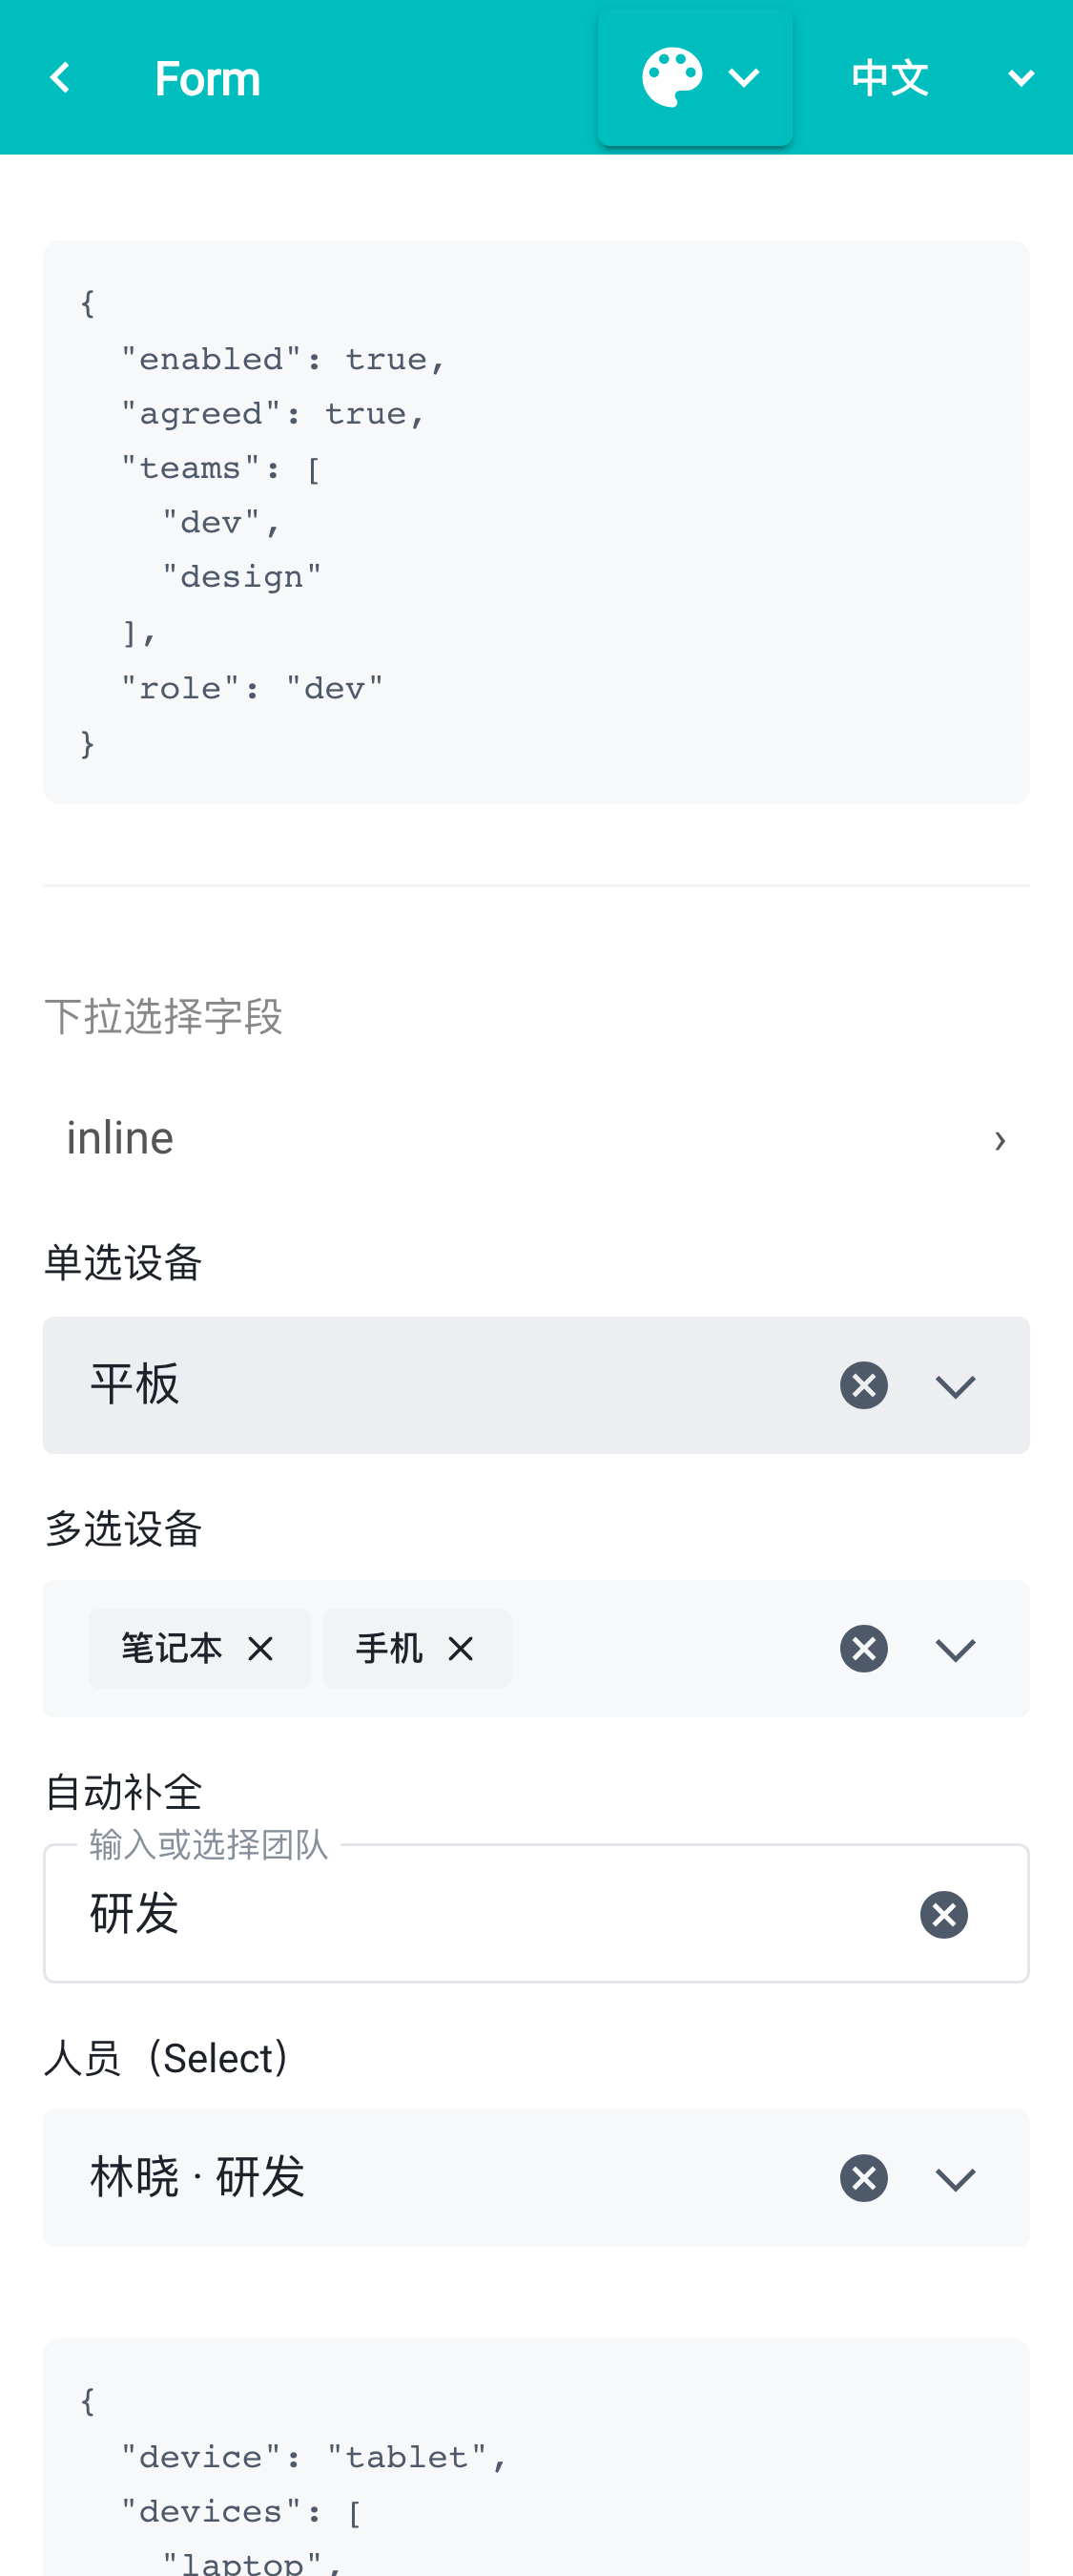 Form
中文
{
  "enabled": true,
  "agreed": true,
  "teams": [
    "dev",
    "design"
  ],
  "role": "dev"
}
下拉选择字段
inline
单选设备
平板
多选设备
笔记本
手机
自动补全
输入或选择团队
研发
人员（Select）
林晓 · 研发
{
  "device": "tablet",
  "devices": [
    "laptop",